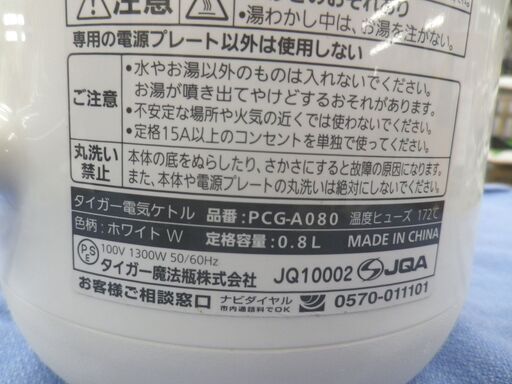 注意
・湯わかし中は、お湯を注がない。
専用の電源プレート以外は使用しない
ご注意
・水やお湯以外のものは入れないでください。
お湯が噴き出てやけどするおそれがあります。
・不安定な場所や火気の近くでは使わないでください。
・定格15A以上のコンセントを単独で使ってください。
丸洗い
禁止
本体の底をぬらしたり、さかさにすると故障の原因になります。
また、本体や電源プレートの丸洗いは絶対にしないでください。
タイガー電気ケトル 品番:PCG-A080 温度ヒューズ 172℃
色柄:ホワイト W 定格容量:0.8L MADE IN CHINA
PSE 100V 1300W 50/60Hz
タイガー魔法瓶株式会社 JQ10002 JQA
お客様ご相談窓口 ナビダイヤル 0570-011101
市内通話料でOK